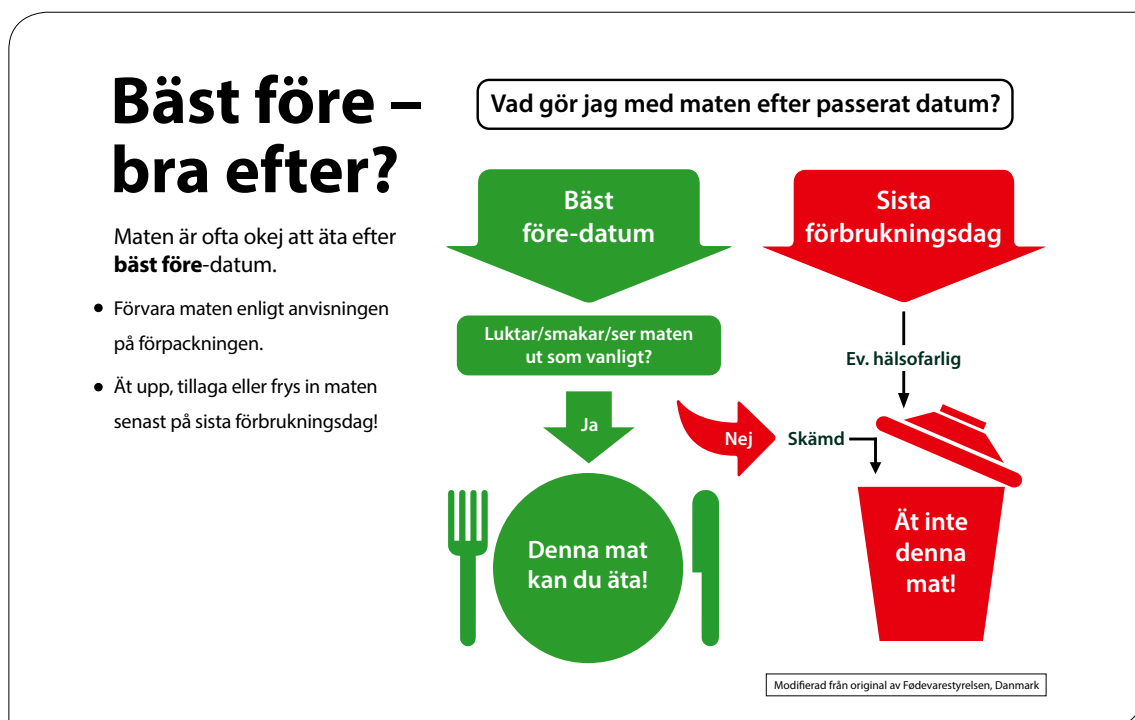 Bäst före –
bra efter?
Maten är ofta okej att äta efter
bäst före-datum.
• Förvara maten enligt anvisningen
på förpackningen.
• Ät upp, tillaga eller frys in maten
senast på sista förbrukningsdag!
Vad gör jag med maten efter passerat datum?
Bäst
före-datum
Luktar/smakar/ser maten
ut som vanligt?
Ja
Nej
Denna mat
kan du äta!
Sista
förbrukningsdag
Ev. hälsofarlig
Skämd
Ät inte
denna
mat!
Modifierad från original av Fødevarestyrelsen, Danmark